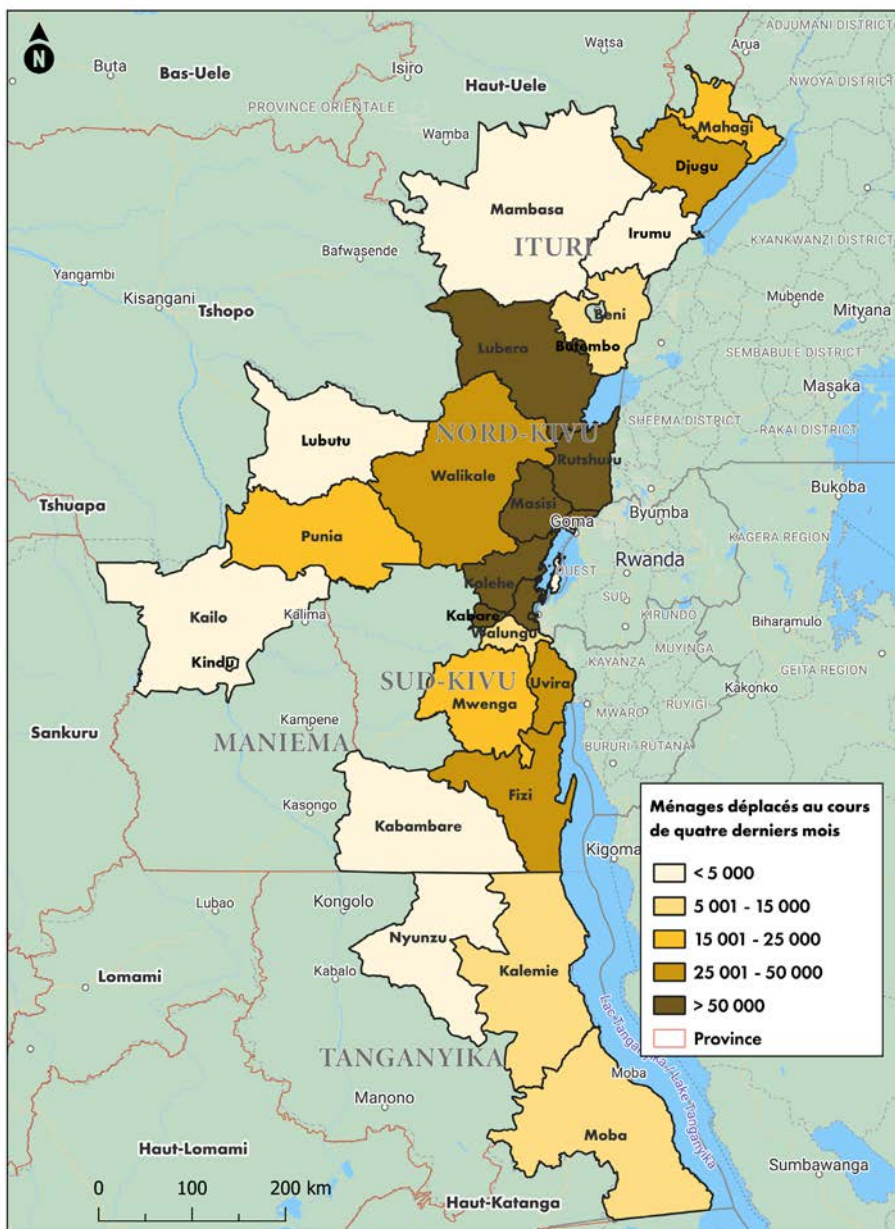 N
ADJUMANI DISTRICT
Watsa
Arua
Buta
Bas-Uele
Isiro
Haut-Uele
NWOYA DISTRICT
PROVINCE ORIENTALE
Wamba
Mahagi
Djugu
Mambasa
Irumu
ITURI
KYANKWANZI DISTRICT
Bafwasende
Yangambi
Kisangani
Tshopo
Mubende
Mityana
Beni
Butembo
Lubero
SEMBABULE DISTRICT
Masaka
SHEEMA DISTRICT
RAKAI DISTRICT
Lubutu
NORD-KIVU
Rutshuru
Walikale
Tshuapa
Masisi
Bukoba
Goma
Byumba
Punia
KAGERA REGION
Rwanda
OUEST
Kalehe
SUD
Kailo
Kalima
Kabare
KIRUNDO
Biharamulo
Walungu
MUYINGA
Kindu
KAYANZA
GEITA REGION
SUD-KIVU
Uvira
Kakonko
Mwenga
RUYIGI
MWARO
Sankuru
Kampene
MANIEMA
BURURI
RUTANA
Kasongo
Fizi
Kabambare
Kigoma
Ménages déplacés au cours
de quatre derniers mois
< 5 000
5 001 - 15 000
15 001 - 25 000
25 001 - 50 000
> 50 000
Province
Lubao
Kongolo
Nyunzu
Kalemie
Kabalo
Lomami
Lac Tanganyika / Lake Tanganyika
TANGANYIKA
Moba
Manono
Moba
Haut-Lomami
Sumbawanga
0 100 200 km
Haut-Katanga